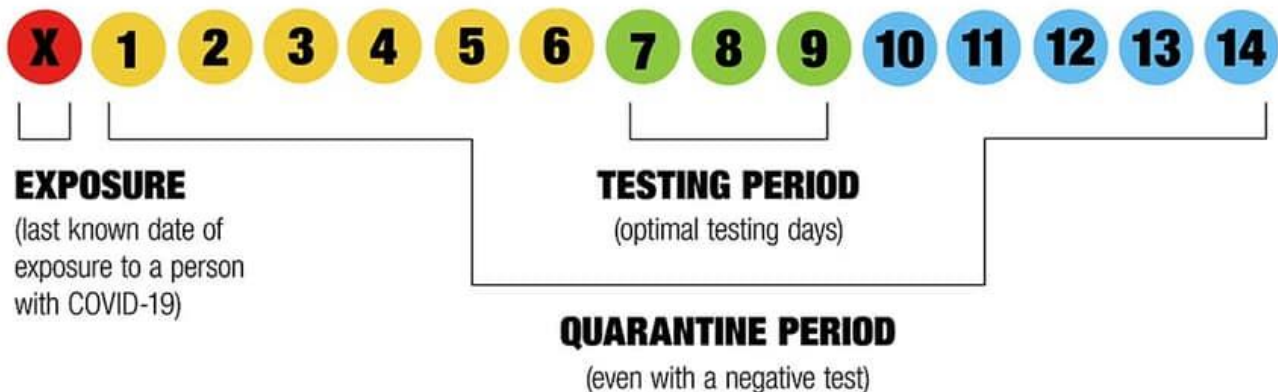 X 1 2 3 4 5 6 7 8 9 10 11 12 13 14
EXPOSURE
(last known date of
exposure to a person
with COVID-19)
TESTING PERIOD
(optimal testing days)
QUARANTINE PERIOD
(even with a negative test)